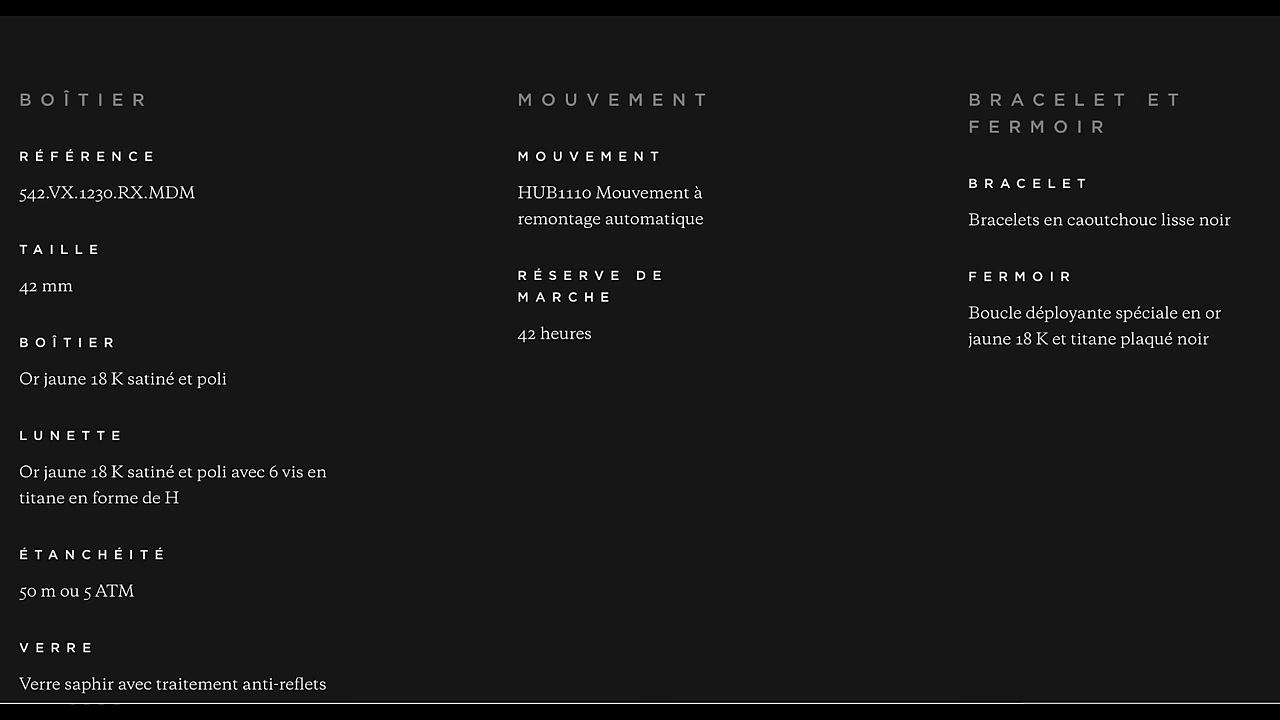 BOÎTIER
RÉFÉRENCE
542.VX.1230.RX.MDM
TAILLE
42 mm
BOÎTIER
Or jaune 18 K satiné et poli
LUNETTE
Or jaune 18 K satiné et poli avec 6 vis en
titane en forme de H
ÉTANCHÉITÉ
50 m ou 5 ATM
VERRE
Verre saphir avec traitement anti-reflets
MOUVEMENT
MOUVEMENT
HUB1110 Mouvement à
remontage automatique
RÉSERVE DE
MARCHE
42 heures
BRACELET ET
FERMOIR
BRACELET
Bracelets en caoutchouc lisse noir
FERMOIR
Boucle déployante spéciale en or
jaune 18 K et titane plaqué noir